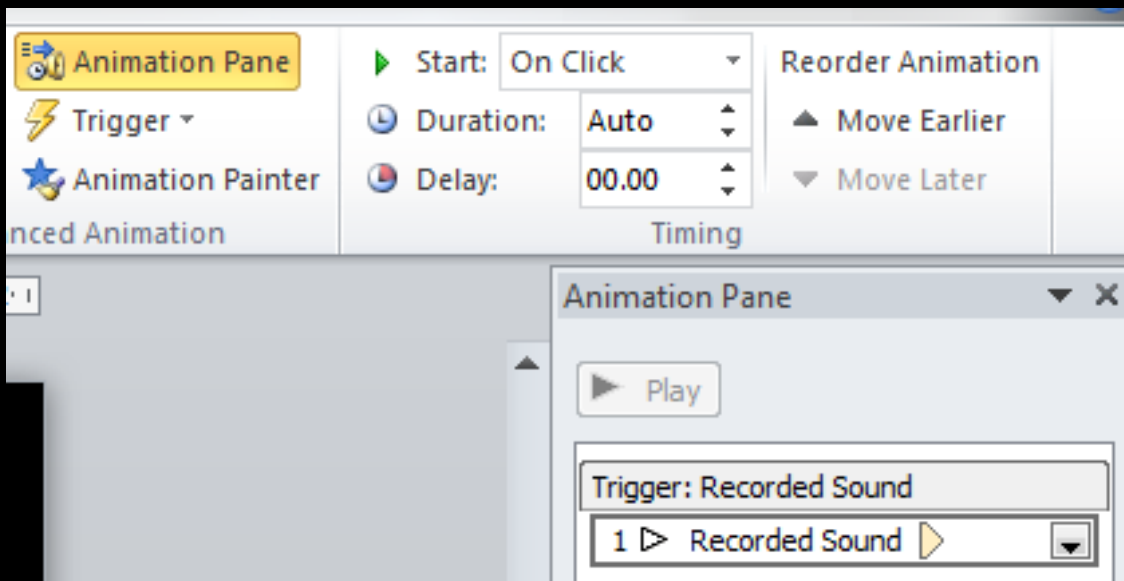 Animation Pane Start: On Click Reorder Animation
Trigger Duration: Auto Move Earlier
Animation Painter Delay: 00.00 Move Later
nced Animation Timing
Animation Pane
Play
Trigger: Recorded Sound
1 Recorded Sound